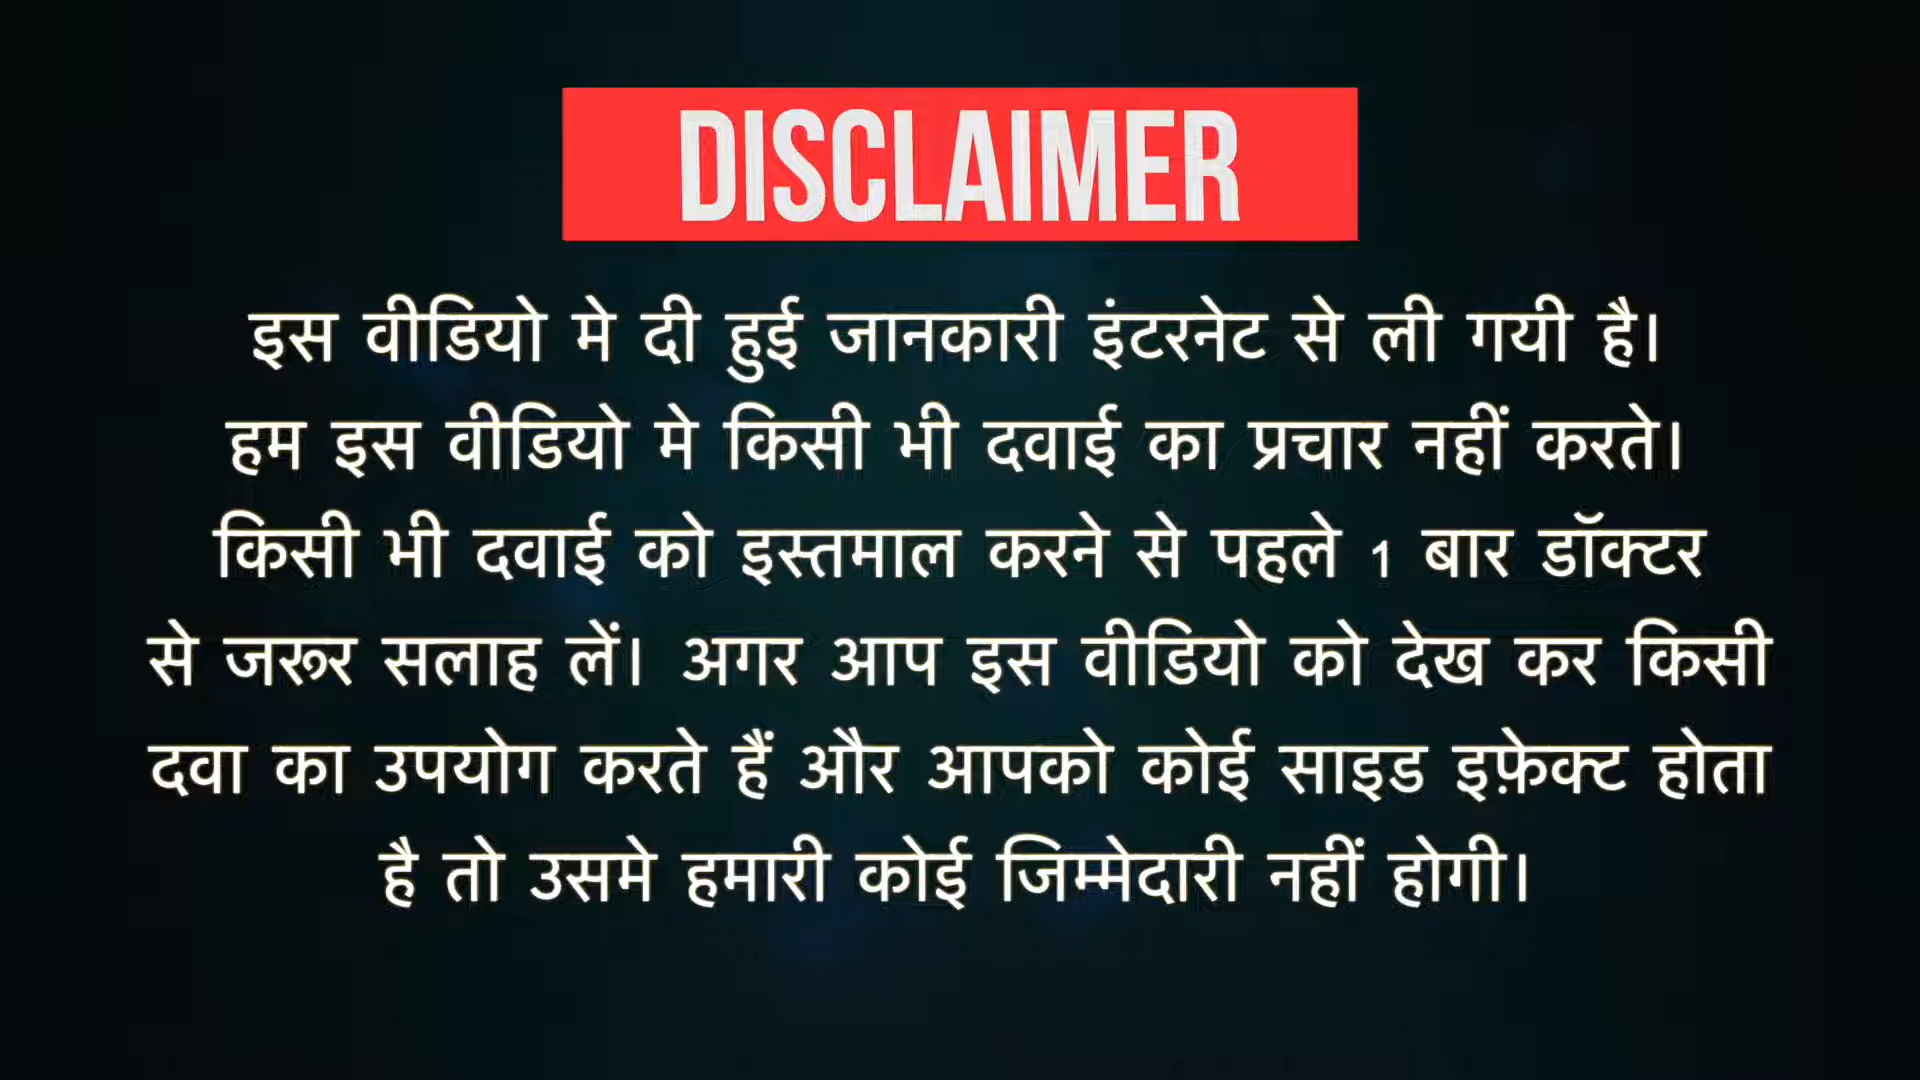 DISCLAIMER
इस वीडियो मे दी हुई जानकारी इंटरनेट से ली गयी है।
हम इस वीडियो मे किसी भी दवाई का प्रचार नहीं करते।
किसी भी दवाई को इस्तमाल करने से पहले 1 बार डॉक्टर
से जरूर सलाह लें। अगर आप इस वीडियो को देख कर किसी
दवा का उपयोग करते हैं और आपको कोई साइड इफ़ेक्ट होता
है तो उसमे हमारी कोई जिम्मेदारी नहीं होगी।